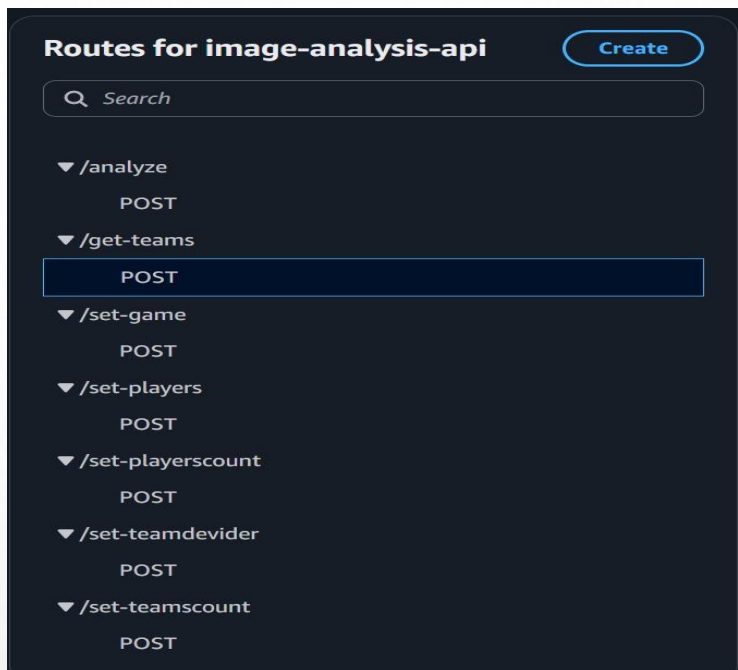 Routes for image-analysis-api
Create
Search
/analyze
POST
/get-teams
POST
/set-game
POST
/set-players
POST
/set-playerscount
POST
/set-teamdevider
POST
/set-teamscount
POST